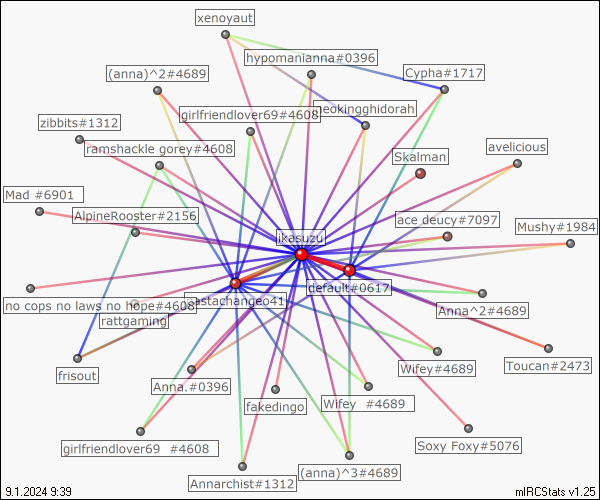 xenoyaut
hypomanianna#0396
(anna)^2#4689
Cypha#1717
girlfriendlover69#4608
neokingghidorah
zibbits#1312
ramshackle gorey#4608
avelicious
Skalman
Mad #6901
AlpineRooster#2156
ace deucy#7097
Mushy#1984
ikasuzu
default#0617
no cops no laws no hope#4608
Anna^2#4689
rattgaming
Toucan#2473
frisout
Wifey#4689
Anna.#0396
fakedingo
Wifey #4689
girlfriendlover69 #4608
Soxy Foxy#5076
(anna)^3#4689
Annarchist#1312
9.1.2024 9:39
mIRCStats v1.25